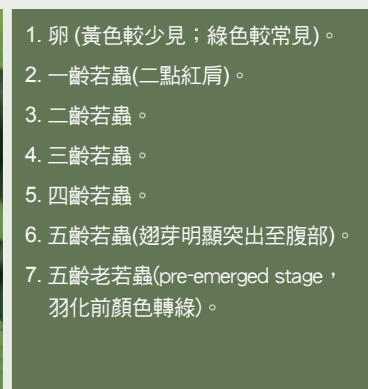 1. 卵 (黃色較少見；綠色較常見)。
2. 一齡若蟲(二點紅肩)。
3. 二齡若蟲。
4. 三齡若蟲。
5. 四齡若蟲。
6. 五齡若蟲(翅芽明顯突出至腹部)。
7. 五齡老若蟲(pre-emerged stage，
羽化前顏色轉綠)。